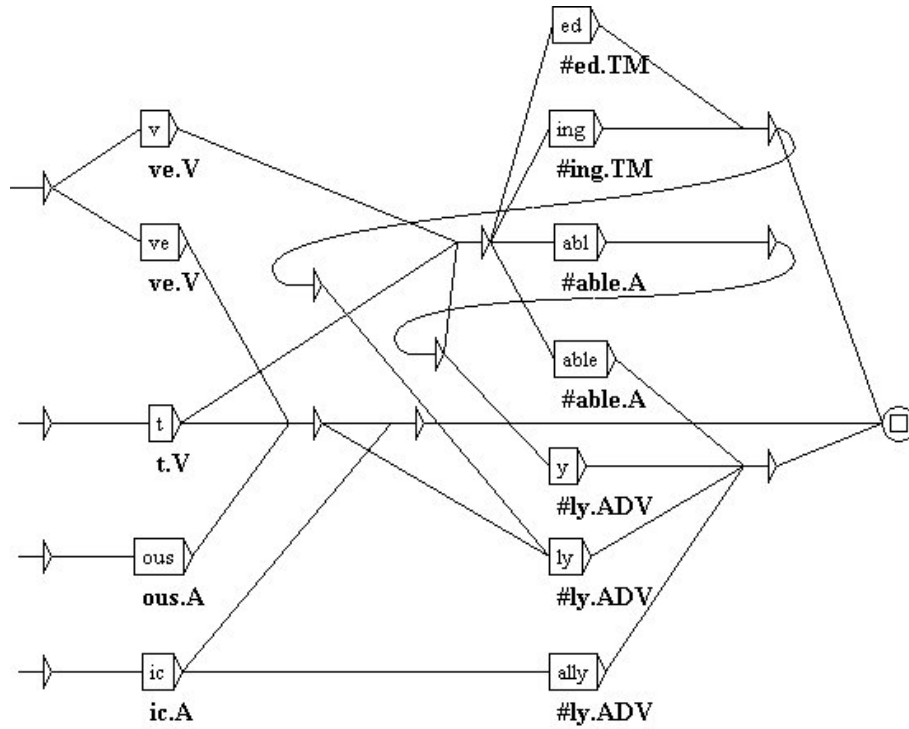 ed
#ed.TM
v
ve.V
ing
#ing.TM
ve
ve.V
abl
#able.A
able
#able.A
t
t.V
y
#ly.ADV
ous
ous.A
ly
#ly.ADV
ic
ic.A
ally
#ly.ADV